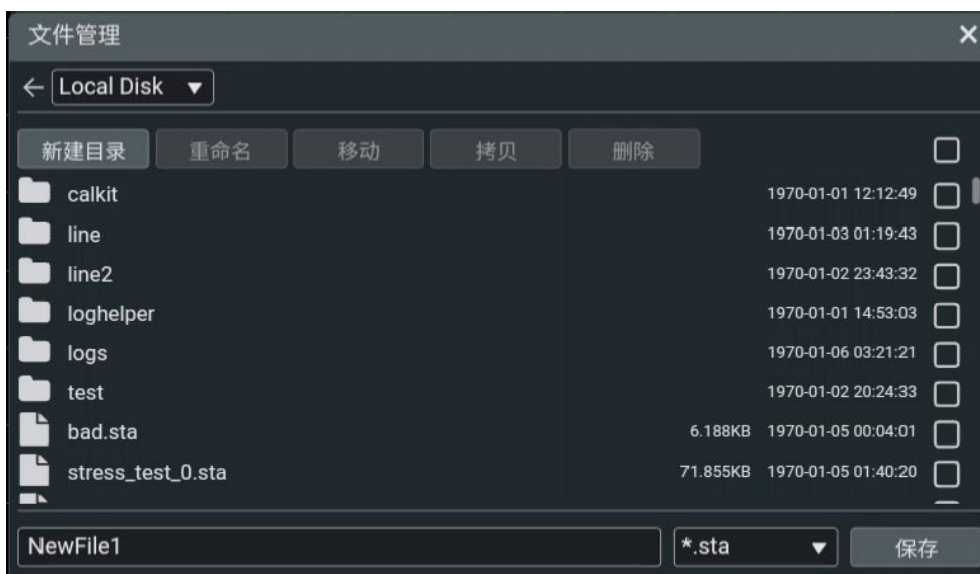 文件管理
Local Disk
新建目录 重命名 移动 拷贝 删除
calkit 1970-01-01 12:12:49
line 1970-01-03 01:19:43
line2 1970-01-02 23:43:32
loghelper 1970-01-01 14:53:03
logs 1970-01-06 03:21:21
test 1970-01-02 20:24:33
bad.sta 6.188KB 1970-01-05 00:04:01
stress_test_0.sta 71.855KB 1970-01-05 01:40:20
NewFile1 *.sta 保存